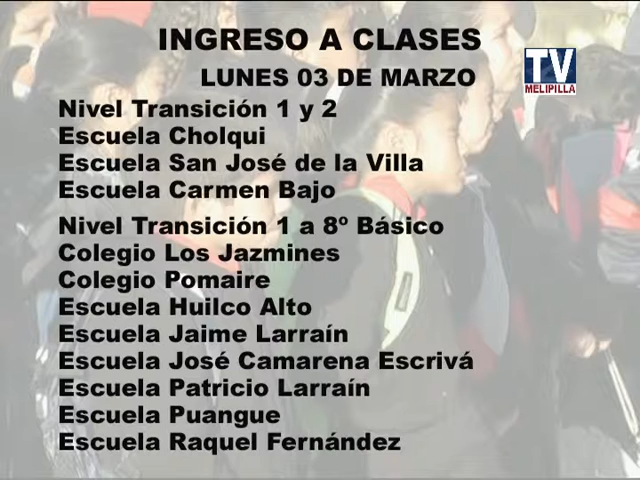 INGRESO A CLASES
LUNES 03 DE MARZO
TV
MELIPILLA
Nivel Transición 1 y 2
Escuela Cholqui
Escuela San José de la Villa
Escuela Carmen Bajo
Nivel Transición 1 a 8º Básico
Colegio Los Jazmines
Colegio Pomaire
Escuela Huilco Alto
Escuela Jaime Larraín
Escuela José Camarena Escrivá
Escuela Patricio Larraín
Escuela Puangue
Escuela Raquel Fernández